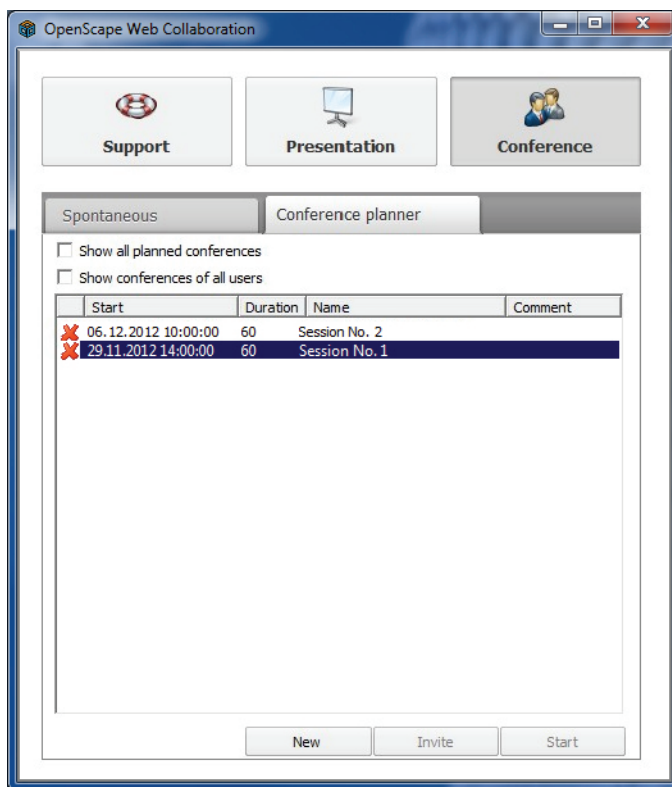 OpenScape Web Collaboration
Support Presentation Conference
Spontaneous Conference planner
Show all planned conferences
Show conferences of all users
Start Duration Name Comment
06.12.2012 10:00:00 60 Session No. 2
29.11.2012 14:00:00 60 Session No. 1
New Invite Start